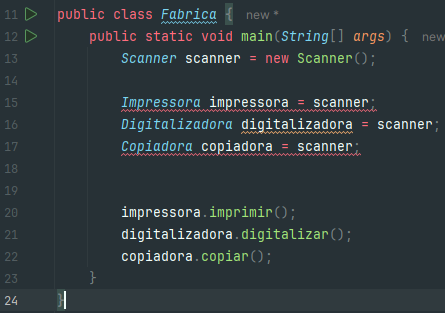 11 public class Fabrica { new *
12 public static void main(String[] args) { new
13 Scanner scanner = new Scanner();
14
15 Impressora impressora = scanner;
16 Digitalizadora digitalizadora = scanner;
17 Copiadora copiadora = scanner;
18
19
20 impressora.imprimir();
21 digitalizadora.digitalizar();
22 copiadora.copiar();
23 }
24 }